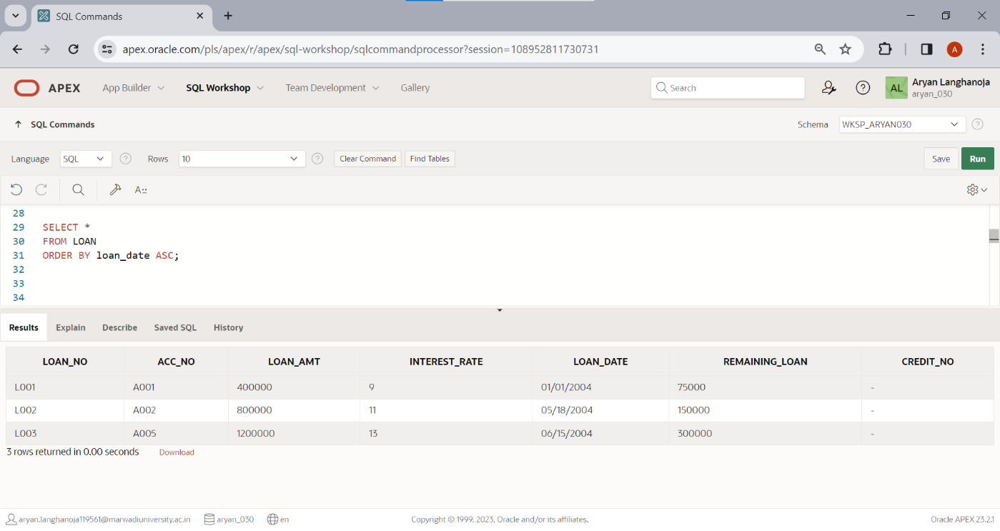 SQL Commands
apex.oracle.com/pls/apex/r/apex/sql-workshop/sqlcommandprocessor?session=108952811730731
A
APEX App Builder SQL Workshop Team Development Gallery Search AL Aryan Langhanoja
aryan_030
SQL Commands Schema WKSP_ARYAN030
Language SQL Rows 10 Clear Command Find Tables Save Run
A::
28
29 SELECT *
30 FROM LOAN
31 ORDER BY loan_date ASC;
32
33
34
Results Explain Describe Saved SQL History
LOAN_NO ACC_NO LOAN_AMT INTEREST_RATE LOAN_DATE REMAINING_LOAN CREDIT_NO
L001 A001 400000 9 01/01/2004 75000 -
L002 A002 800000 11 05/18/2004 150000 -
L003 A005 1200000 13 06/15/2004 300000 -
3 rows returned in 0.00 seconds Download
aryan.langhanoja119561@marwadiuniversity.ac.in aryan_030 en Copyright © 1999, 2023, Oracle and/or its affiliates. Oracle APEX 23.2.1